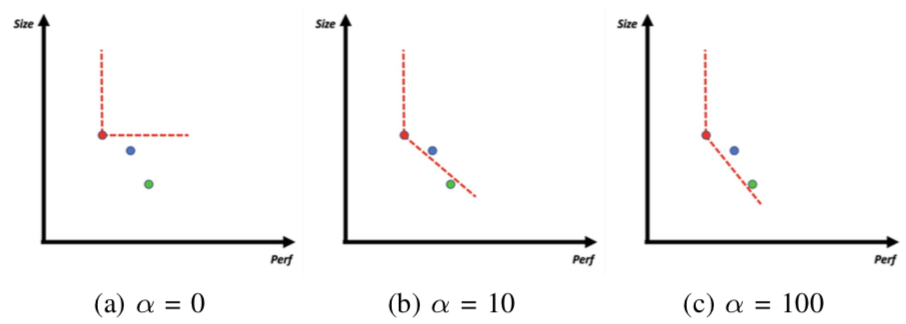 Size Size Size
Perf Perf Perf
(a) α = 0 (b) α = 10 (c) α = 100